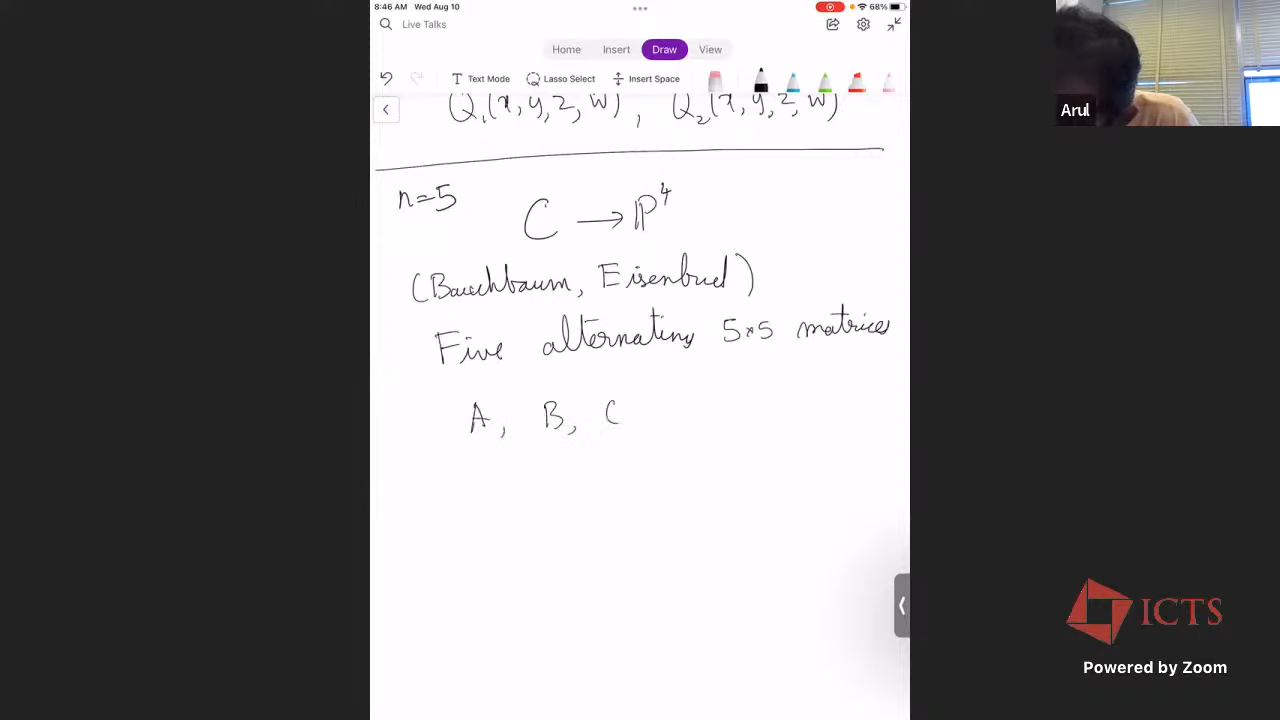 8:46 AM Wed Aug 10
68%
Live Talks
Home Insert Draw View
Text Mode Lasso Select Insert Space
Q₁(x, y, z, w), Q₂(x, y, z, w)
n=5
C → ℙ⁴
(Bauchbaum, Eisenbud)
Five alternating 5×5 matrices
A, B, C
Arul
ICTS
Powered by Zoom